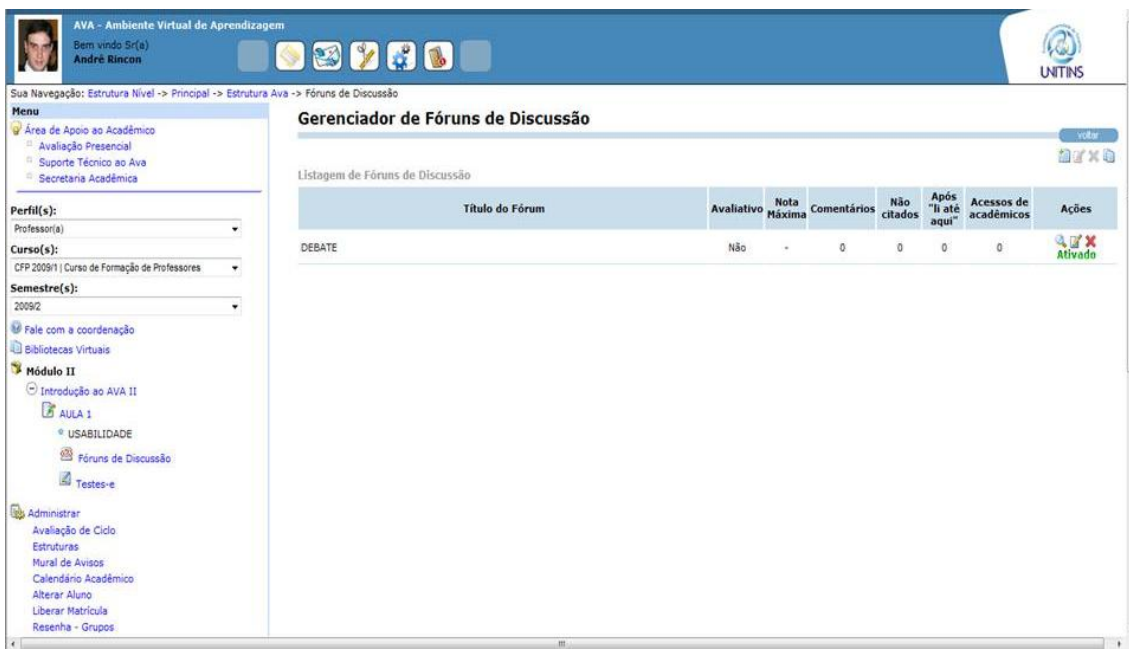 AVA - Ambiente Virtual de Aprendizagem
Bem vindo Sr(a)
André Rincon
UNITINS
Sua Navegação: Estrutura Nível -> Principal -> Estrutura Ava -> Fóruns de Discussão
Menu
Área de Apoio ao Acadêmico
Avaliação Presencial
Suporte Técnico ao Ava
Secretaria Acadêmica
Perfil(s):
Professor(a)
Curso(s):
CFP 2009/1 | Curso de Formação de Professores
Semestre(s):
2009/2
Fale com a coordenação
Bibliotecas Virtuais
Módulo II
Introdução ao AVA II
AULA 1
USABILIDADE
Fóruns de Discussão
Testes-e
Administrar
Avaliação de Ciclo
Estruturas
Mural de Avisos
Calendário Acadêmico
Alterar Aluno
Liberar Matrícula
Resenha - Grupos
Gerenciador de Fóruns de Discussão
voltar
Listagem de Fóruns de Discussão
Título do Fórum Avaliativo Nota Máxima Comentários Não citados Após "li até aqui" Acessos de acadêmicos Ações
DEBATE Não - 0 0 0 0
Ativado